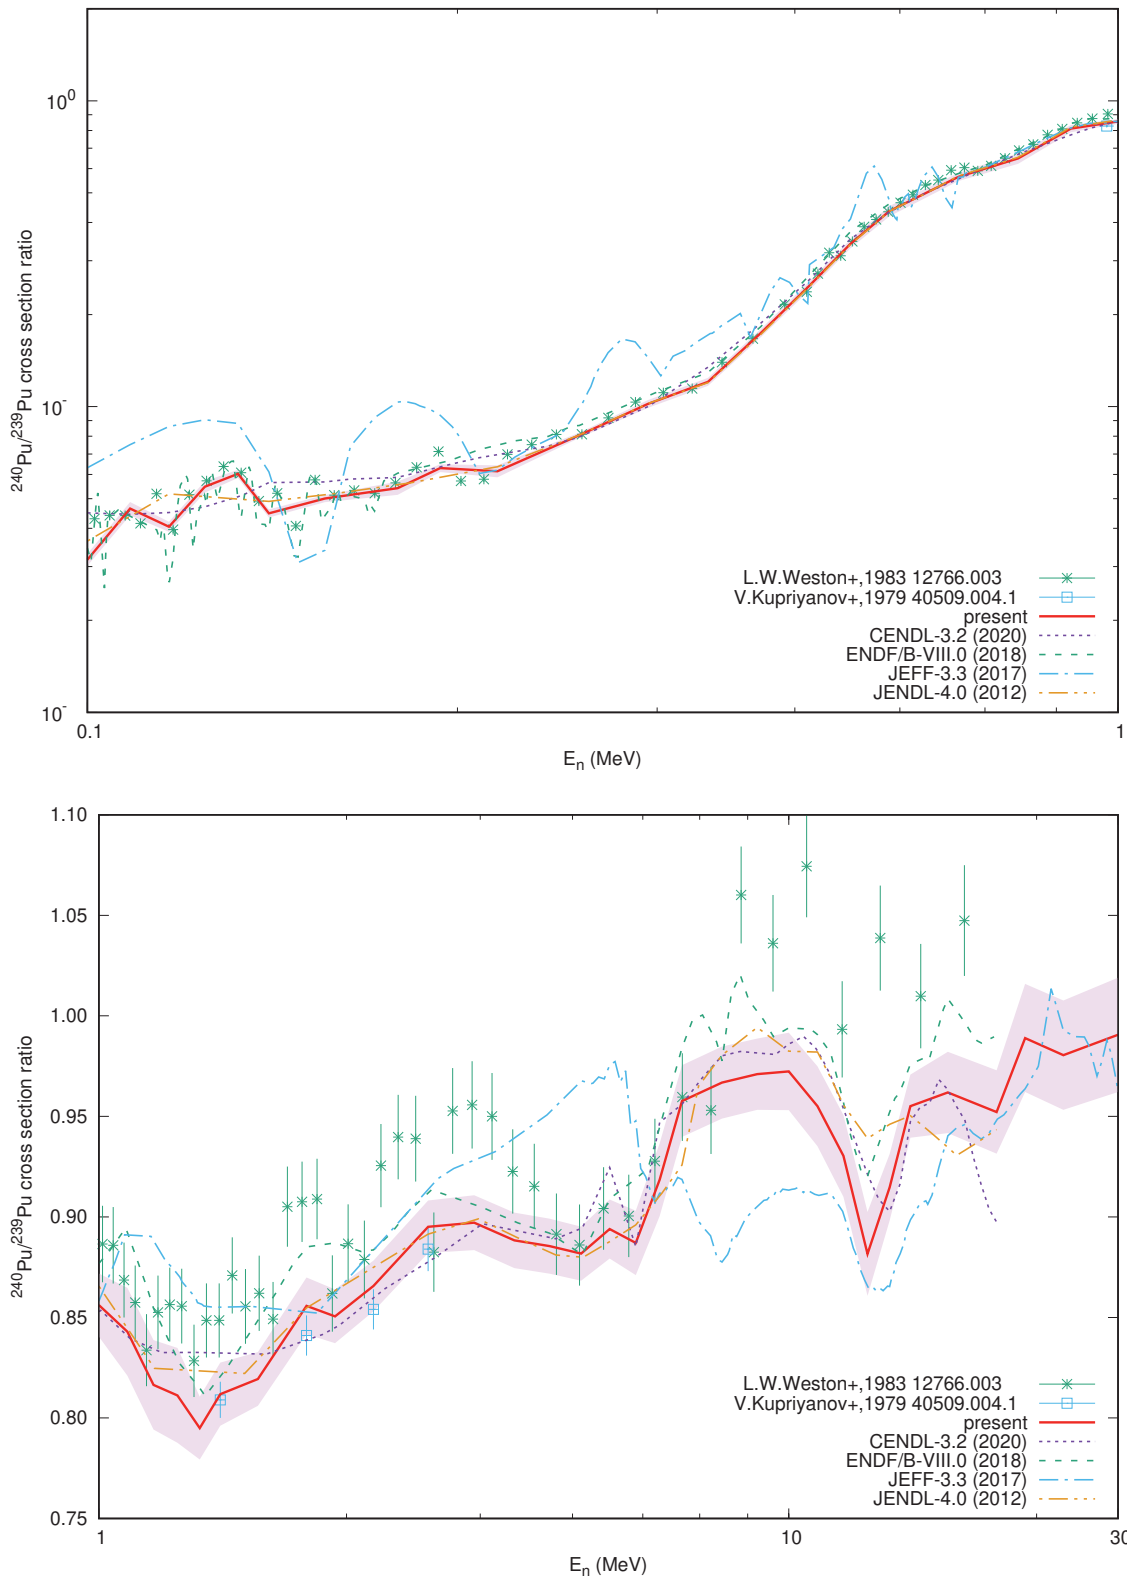 10⁰
10⁻
10⁻
²⁴⁰Pu/²³⁹Pu cross section ratio
0.1
1
Eₙ (MeV)
L.W.Weston+,1983 12766.003
V.Kupriyanov+,1979 40509.004.1
present
CENDL-3.2 (2020)
ENDF/B-VIII.0 (2018)
JEFF-3.3 (2017)
JENDL-4.0 (2012)
1.10
1.05
1.00
0.95
0.90
0.85
0.80
0.75
²⁴⁰Pu/²³⁹Pu cross section ratio
1
10
30
Eₙ (MeV)
L.W.Weston+,1983 12766.003
V.Kupriyanov+,1979 40509.004.1
present
CENDL-3.2 (2020)
ENDF/B-VIII.0 (2018)
JEFF-3.3 (2017)
JENDL-4.0 (2012)